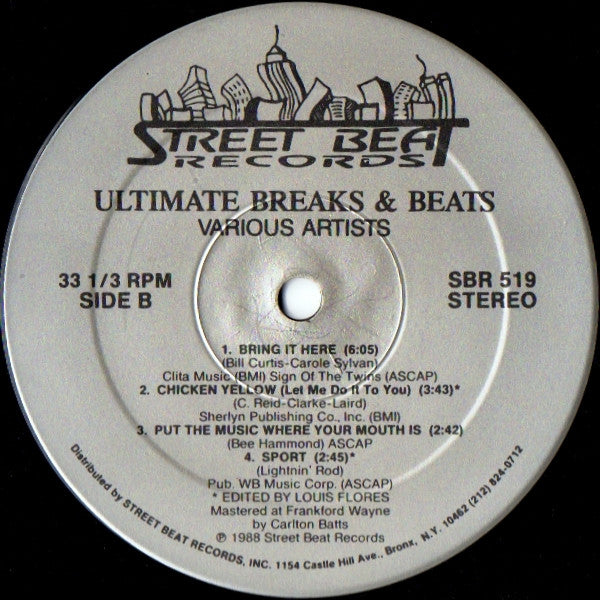 STREET BEAT
RECORDS
ULTIMATE BREAKS & BEATS
VARIOUS ARTISTS
33 1/3 RPM
SIDE B
SBR 519
STEREO
1. BRING IT HERE (6:05)
(Bill Curtis-Carole Sylvan)
Clita Music (BMI) Sign Of The Twins (ASCAP)
2. CHICKEN YELLOW (Let Me Do It To You) (3:43)*
(C. Reid-Clarke-Laird)
Sherlyn Publishing Co., Inc. (BMI)
3. PUT THE MUSIC WHERE YOUR MOUTH IS (2:42)
(Bee Hammond) ASCAP
4. SPORT (2:45)*
(Lightnin' Rod)
Pub. WB Music Corp. (ASCAP)
* EDITED BY LOUIS FLORES
Mastered at Frankford Wayne
by Carlton Batts
℗ 1988 Street Beat Records
Distributed by STREET BEAT RECORDS, INC. 1154 Castle Hill Ave., Bronx, N.Y. 10462 (212) 824-0712